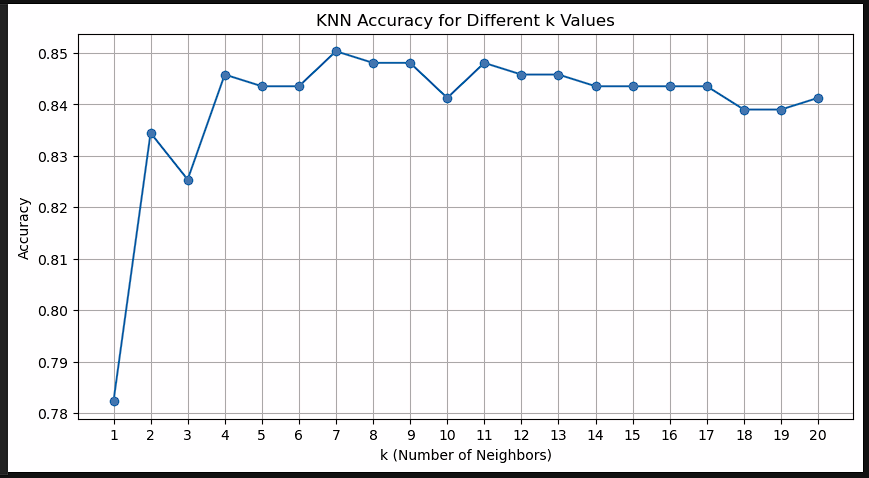 KNN Accuracy for Different k Values
0.85
0.84
0.83
0.82
0.81
0.80
0.79
0.78
Accuracy
1 2 3 4 5 6 7 8 9 10 11 12 13 14 15 16 17 18 19 20
k (Number of Neighbors)